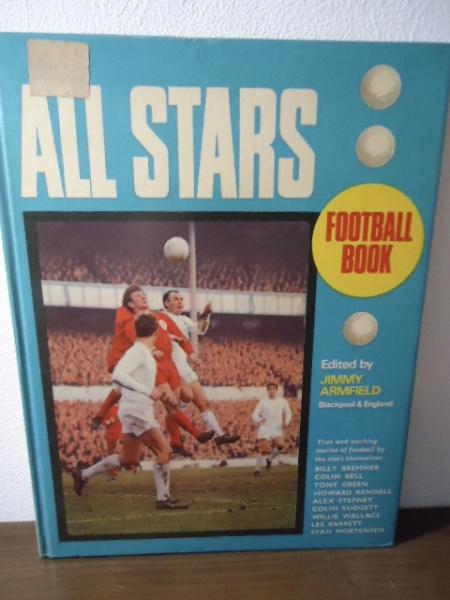 ALL STARS
FOOTBALL
BOOK
Edited by
JIMMY
ARMFIELD
Blackpool & England
True and exciting
stories of football by
the stars themselves
BILLY BREMNER
COLIN BELL
TONY GREEN
HOWARD KENDALL
ALEX STEPNEY
COLIN SUGGETT
WILLIE WALLACE
LES BARRETT
STAN MORTENSEN